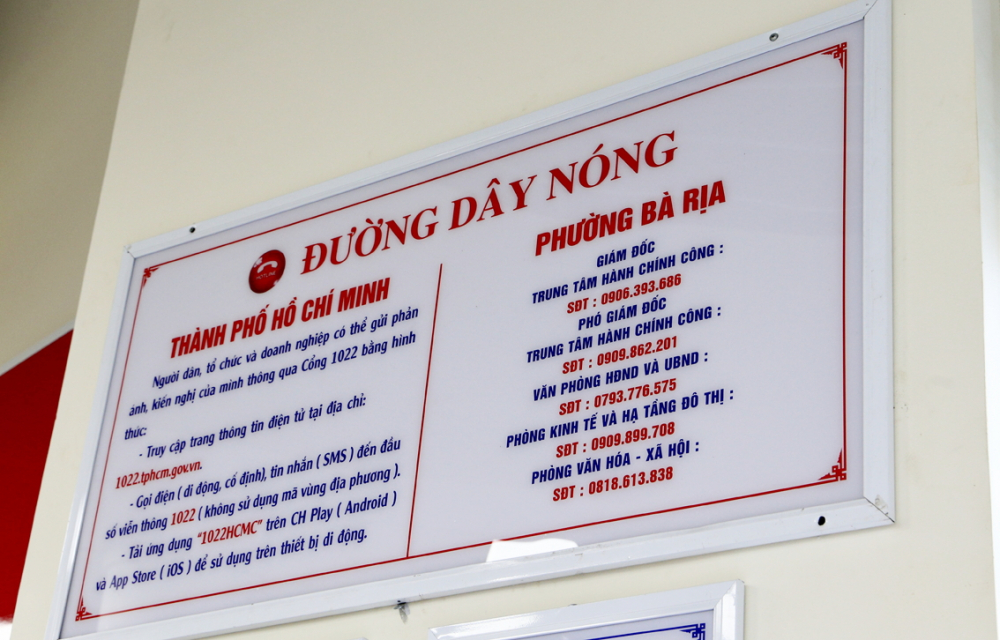 HOTLINE
ĐƯỜNG DÂY NÓNG
THÀNH PHỐ HỒ CHÍ MINH
Người dân, tổ chức và doanh nghiệp có thể gửi phản
ánh, kiến nghị của mình thông qua Cổng 1022 bằng hình
thức:
- Truy cập trang thông tin điện tử tại địa chỉ:
1022.tphcm.gov.vn.
- Gọi điện ( di động, cố định), tin nhắn ( SMS ) đến đầu
số viễn thông 1022 ( không sử dụng mã vùng địa phương ).
- Tải ứng dụng "1022HCMC" trên CH Play ( Android )
và App Store ( iOS ) để sử dụng trên thiết bị di động.
PHƯỜNG BÀ RỊA
GIÁM ĐỐC
TRUNG TÂM HÀNH CHÍNH CÔNG :
SĐT : 0906.393.686
PHÓ GIÁM ĐỐC
TRUNG TÂM HÀNH CHÍNH CÔNG :
SĐT : 0909.862.201
VĂN PHÒNG HĐND VÀ UBND :
SĐT : 0793.776.575
PHÒNG KINH TẾ VÀ HẠ TẦNG ĐÔ THỊ :
SĐT : 0909.899.708
PHÒNG VĂN HÓA - XÃ HỘI :
SĐT : 0818.613.838